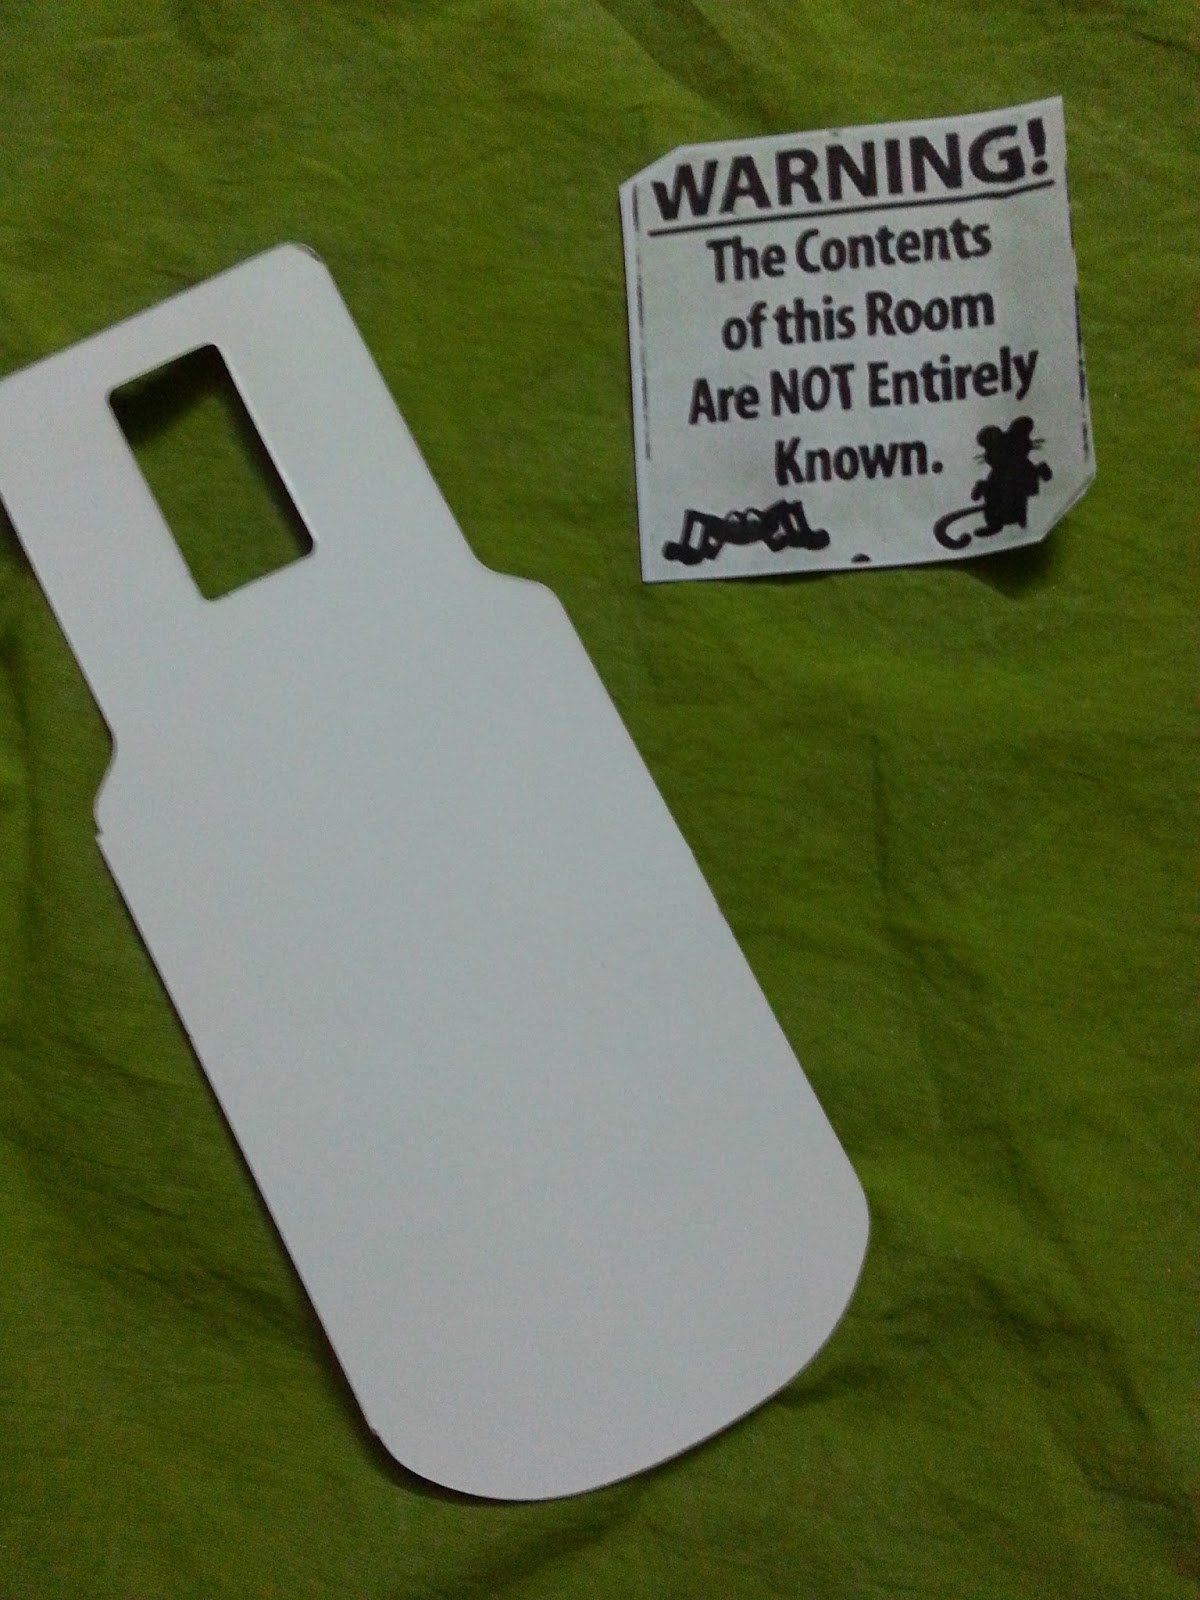 WARNING!
The Contents
of this Room
Are NOT Entirely
Known.